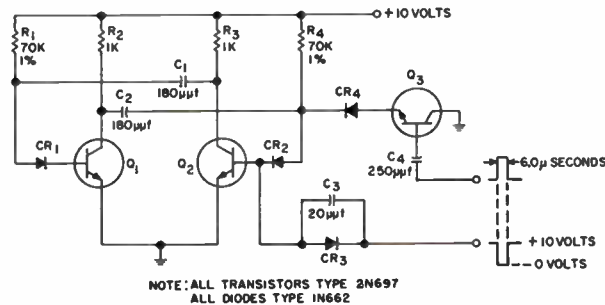 +10 VOLTS
R1
70K
1%
R2
1K
R3
1K
R4
70K
1%
C1
180µµf
C2
180µµf
CR4
Q3
CR1
Q1
Q2
CR2
C4
250µµf
6.0µ SECONDS
C3
20µµf
CR3
+10 VOLTS
0 VOLTS
NOTE: ALL TRANSISTORS TYPE 2N697
ALL DIODES TYPE 1N662